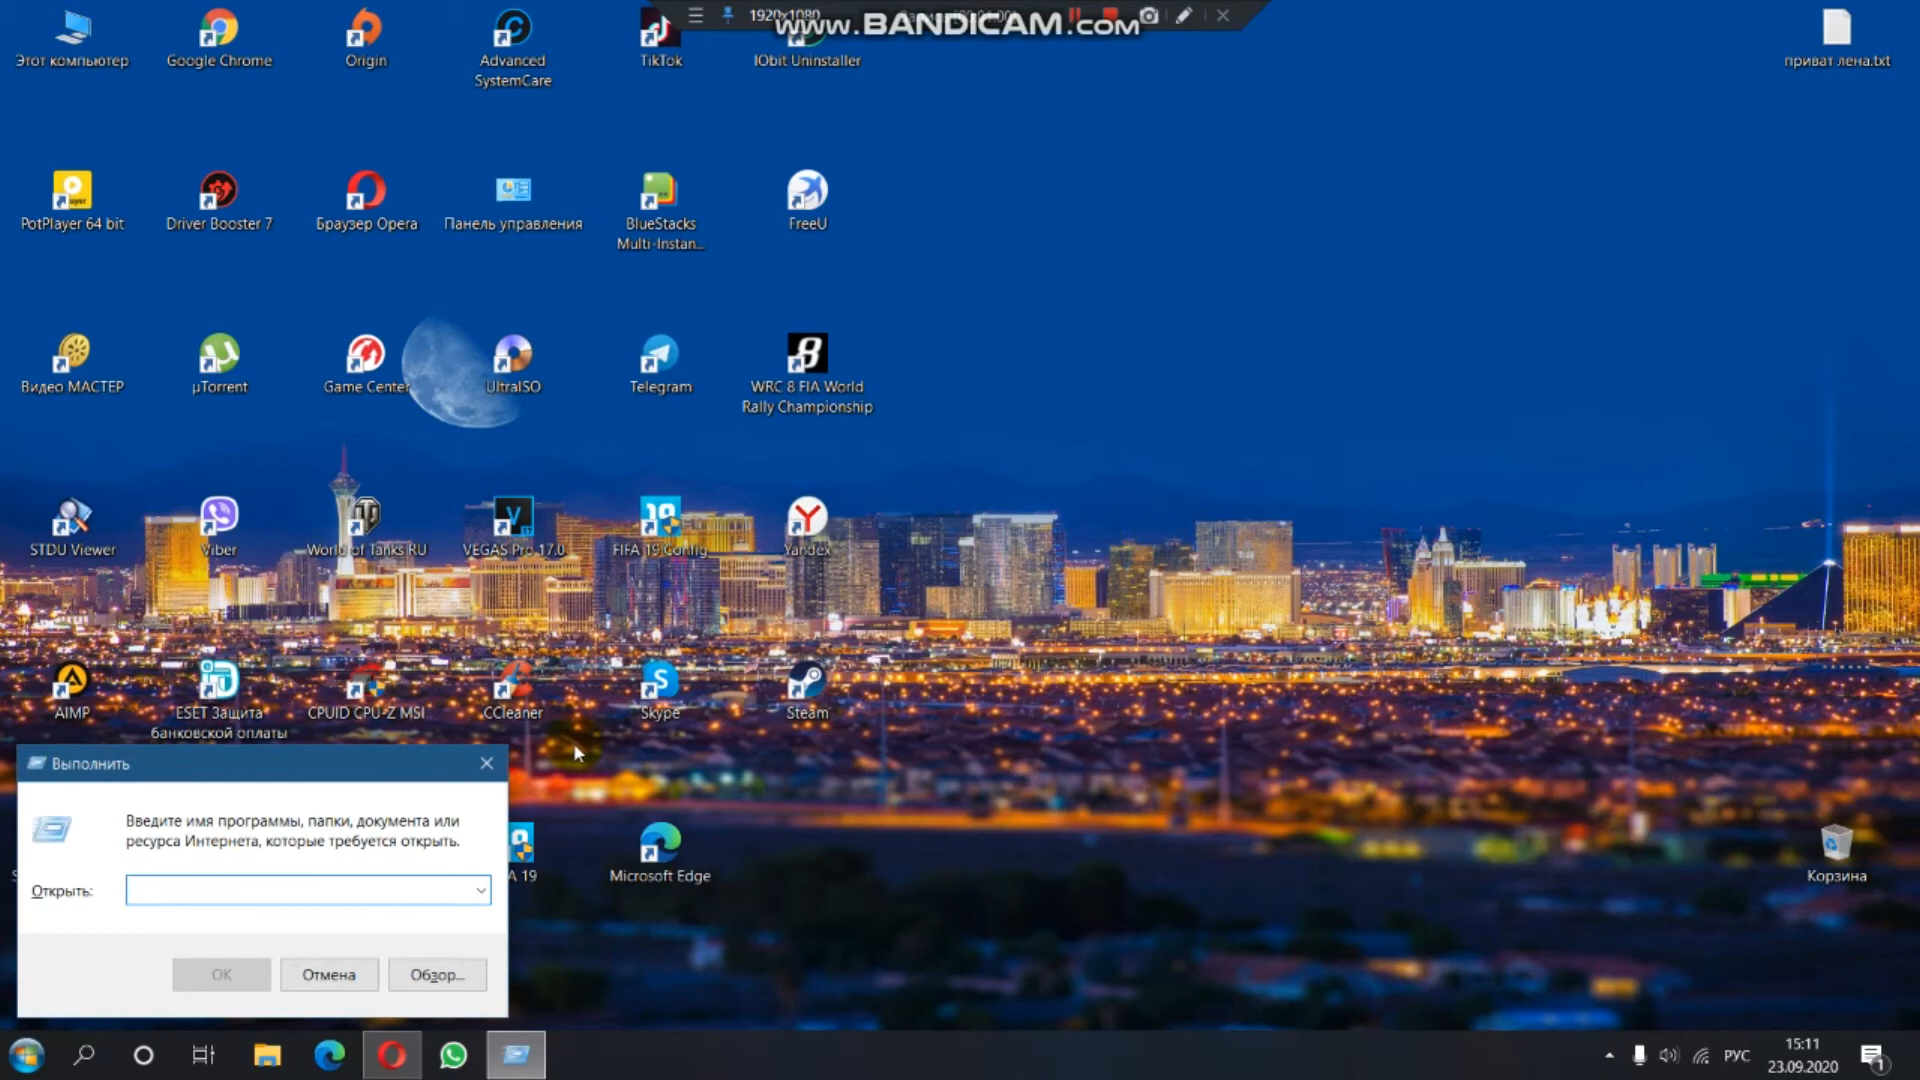 1920x1080
www.BANDICAM.com
Этот компьютер
Google Chrome
Origin
Advanced
SystemCare
TikTok
IObit Uninstaller
приват лена.txt
PotPlayer 64 bit
Driver Booster 7
Браузер Opera
Панель управления
BlueStacks
Multi-Instan...
FreeU
Видео МАСТЕР
µTorrent
Game Center
UltraISO
Telegram
WRC 8 FIA World
Rally Championship
STDU Viewer
Viber
World of Tanks RU
VEGAS Pro 17.0
FIFA 19 Config
Yandex
AIMP
ESET Защита
банковской оплаты
CPUID CPU-Z MSI
CCleaner
Skype
Steam
Выполнить
Введите имя программы, папки, документа или
ресурса Интернета, которые требуется открыть.
Открыть:
A 19
Microsoft Edge
Корзина
OK
Отмена
Обзор...
РУС
15:11
23.09.2020
1